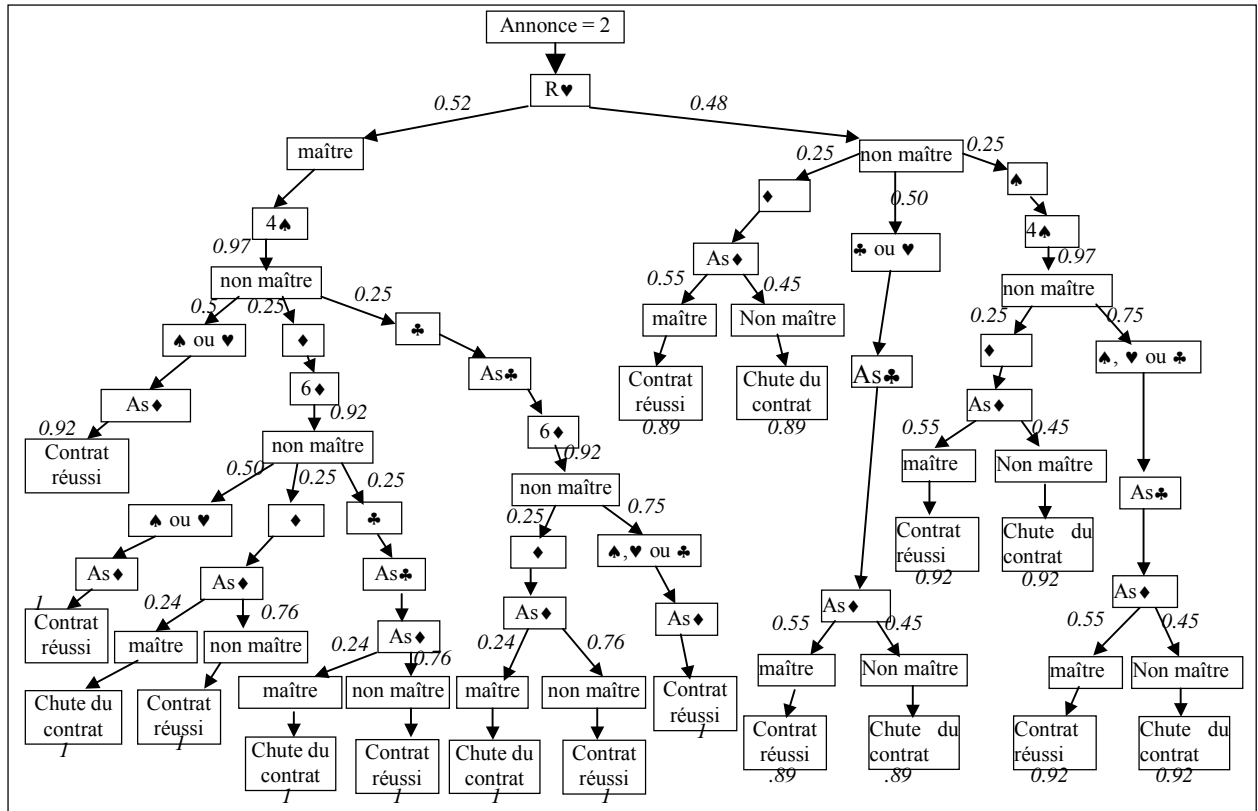 Annonce = 2
R♥
0.52
0.48
maître
non maître
0.25
0.25
♦
0.50
♠
4♠
♣ ou ♥
4♠
0.97
As♦
0.97
non maître
non maître
0.5
0.25
0.25
0.55
0.45
0.25
0.75
♠ ou ♥
♦
♣
maître
Non maître
♦
♠, ♥ ou ♣
As♦
6♦
As♣
Contrat
réussi
0.89
Chute du
contrat
0.89
As♣
As♦
0.92
Contrat
réussi
0.92
6♦
0.92
0.55
0.45
non maître
maître
Non maître
0.50
0.25
0.25
non maître
As♣
♠ ou ♥
♦
♣
0.25
0.75
Contrat
réussi
0.92
Chute du
contrat
0.92
♦
♠,♥ ou ♣
As♦
As♦
As♣
As♦
As♦
As♦
As♦
1
Contrat
réussi
0.24
0.76
0.24
0.76
0.55
0.45
0.55
0.45
maître
non maître
As♦
0.24
0.76
maître
Non maître
maître
Non maître
Chute du
contrat
1
Contrat
réussi
1
maître
non maître
maître
non maître
Contrat
réussi
1
Contrat
réussi
.89
Chute du
contrat
.89
Contrat
réussi
0.92
Chute du
contrat
0.92
Chute du
contrat
1
Contrat
réussi
1
Chute du
contrat
1
Contrat
réussi
1